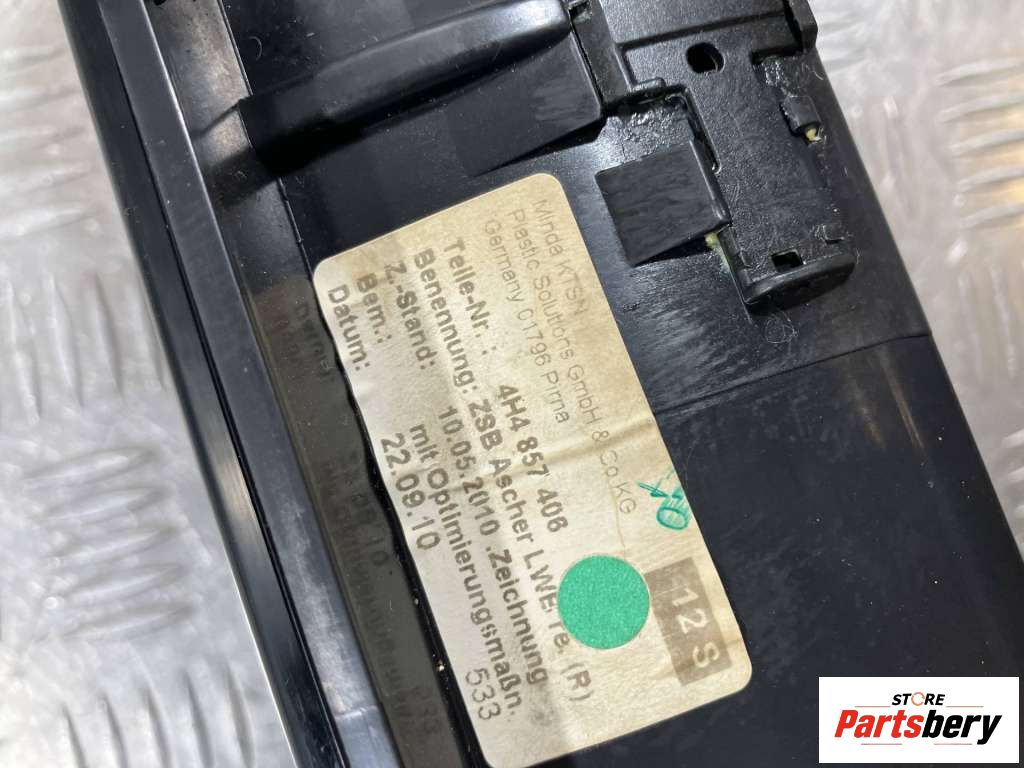 Minda KTSN
Plastic Solutions GmbH & Co.KG
Germany 01796 Pirna
Teile-Nr.: 4H4 857 406
Benennung: ZSB Ascher LWE Te. (R)
Z.-Stand: 10.05.2010 Zeichnung
Bem.: mit Optimierungsmaßn.
Datum: 22.09.10 533
12 S
STORE
Partsbery